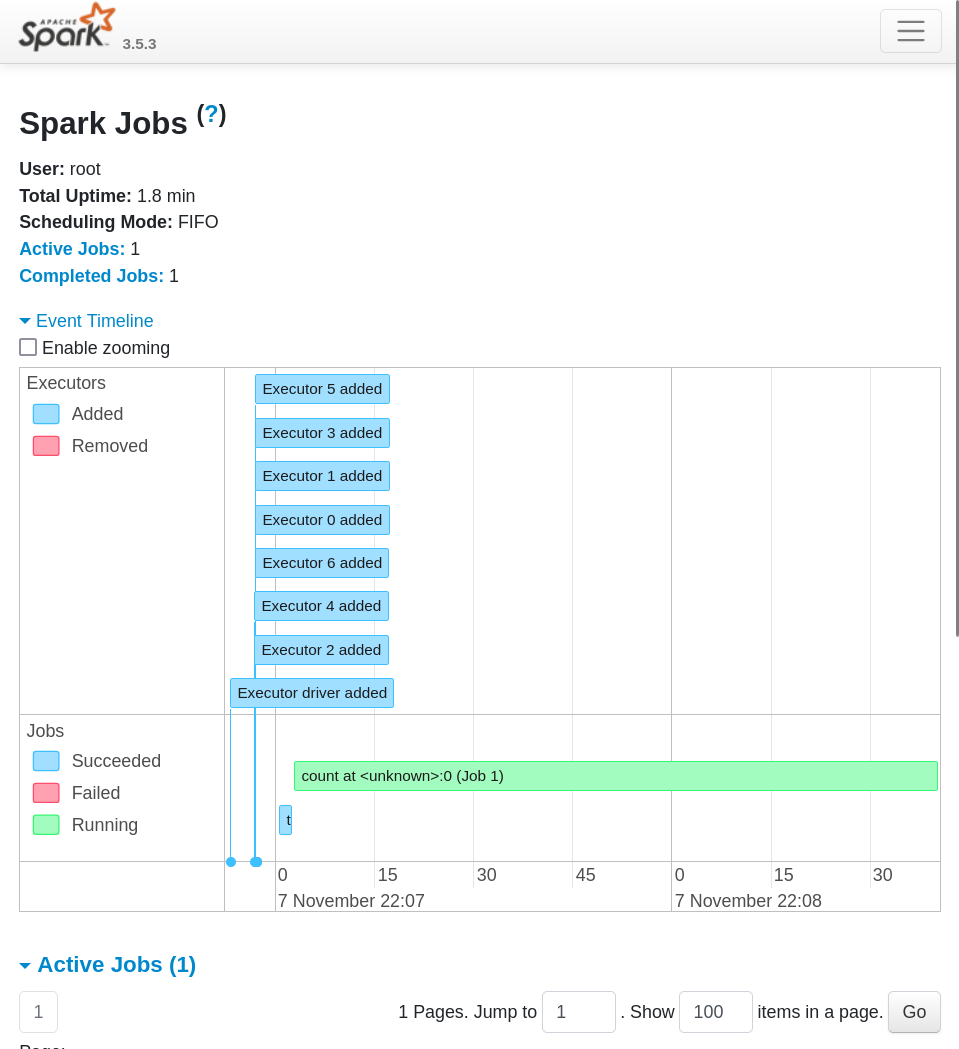 APACHE
Spark 3.5.3
Spark Jobs (?)
User: root
Total Uptime: 1.8 min
Scheduling Mode: FIFO
Active Jobs: 1
Completed Jobs: 1
Event Timeline
Enable zooming
Executors
Added
Removed
Executor 5 added
Executor 3 added
Executor 1 added
Executor 0 added
Executor 6 added
Executor 4 added
Executor 2 added
Executor driver added
Jobs
Succeeded
Failed
Running
count at <unknown>:0 (Job 1)
t
0 15 30 45 0 15 30
7 November 22:07 7 November 22:08
Active Jobs (1)
1 1 Pages. Jump to 1 . Show 100 items in a page. Go
Page: